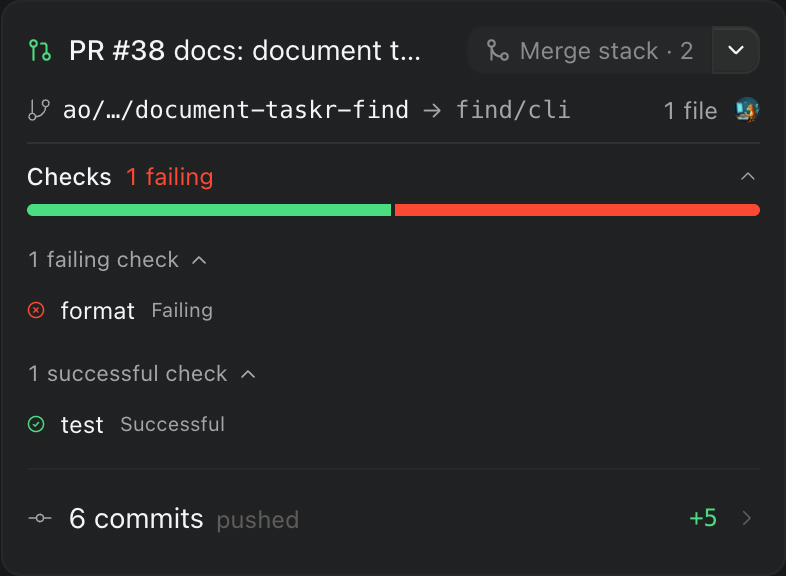 PR #38 docs: document t... Merge stack · 2
ao/.../document-taskr-find → find/cli 1 file
Checks 1 failing
1 failing check
format Failing
1 successful check
test Successful
6 commits pushed +5